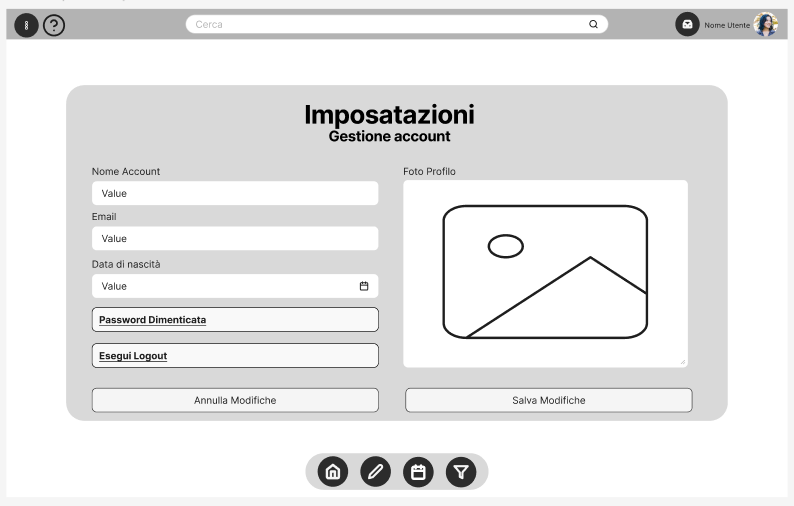 Cerca
Nome Utente
Imposatazioni
Gestione account
Nome Account
Value
Email
Value
Data di nascità
Value
Password Dimenticata
Esegui Logout
Foto Profilo
Annulla Modifiche
Salva Modifiche